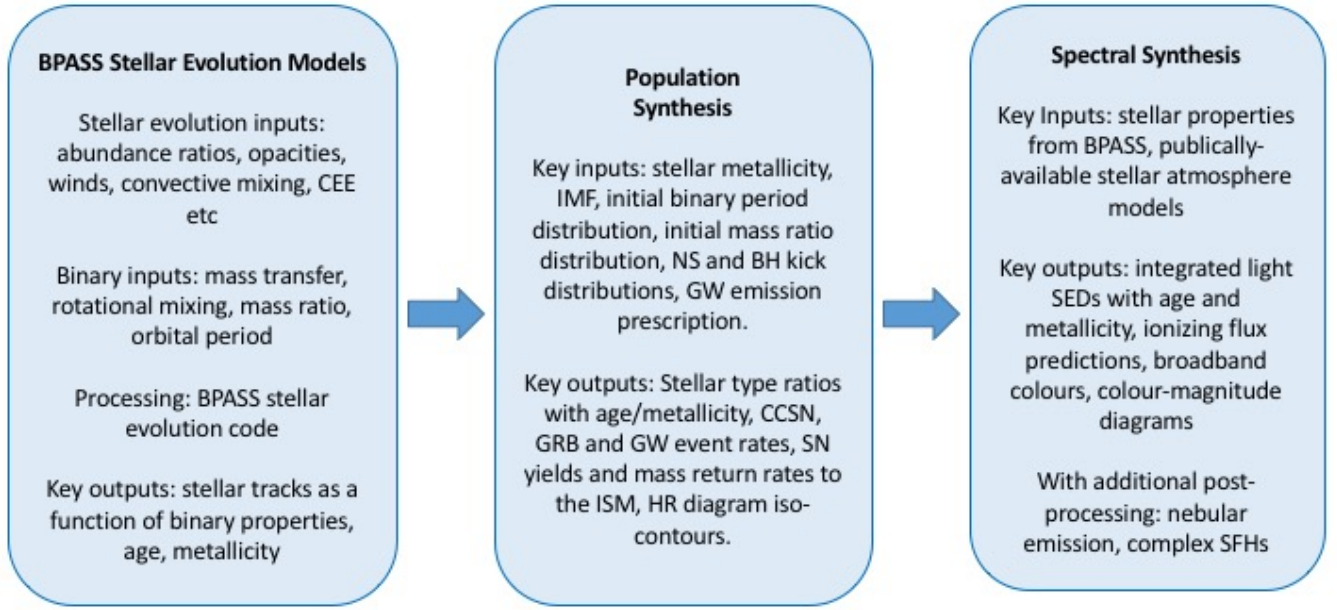 BPASS Stellar Evolution Models
Stellar evolution inputs:
abundance ratios, opacities,
winds, convective mixing, CEE
etc
Binary inputs: mass transfer,
rotational mixing, mass ratio,
orbital period
Processing: BPASS stellar
evolution code
Key outputs: stellar tracks as a
function of binary properties,
age, metallicity
Population
Synthesis
Key inputs: stellar metallicity,
IMF, initial binary period
distribution, initial mass ratio
distribution, NS and BH kick
distributions, GW emission
prescription.
Key outputs: Stellar type ratios
with age/metallicity, CCSN,
GRB and GW event rates, SN
yields and mass return rates to
the ISM, HR diagram iso-
contours.
Spectral Synthesis
Key Inputs: stellar properties
from BPASS, publically-
available stellar atmosphere
models
Key outputs: integrated light
SEDs with age and
metallicity, ionizing flux
predictions, broadband
colours, colour-magnitude
diagrams
With additional post-
processing: nebular
emission, complex SFHs